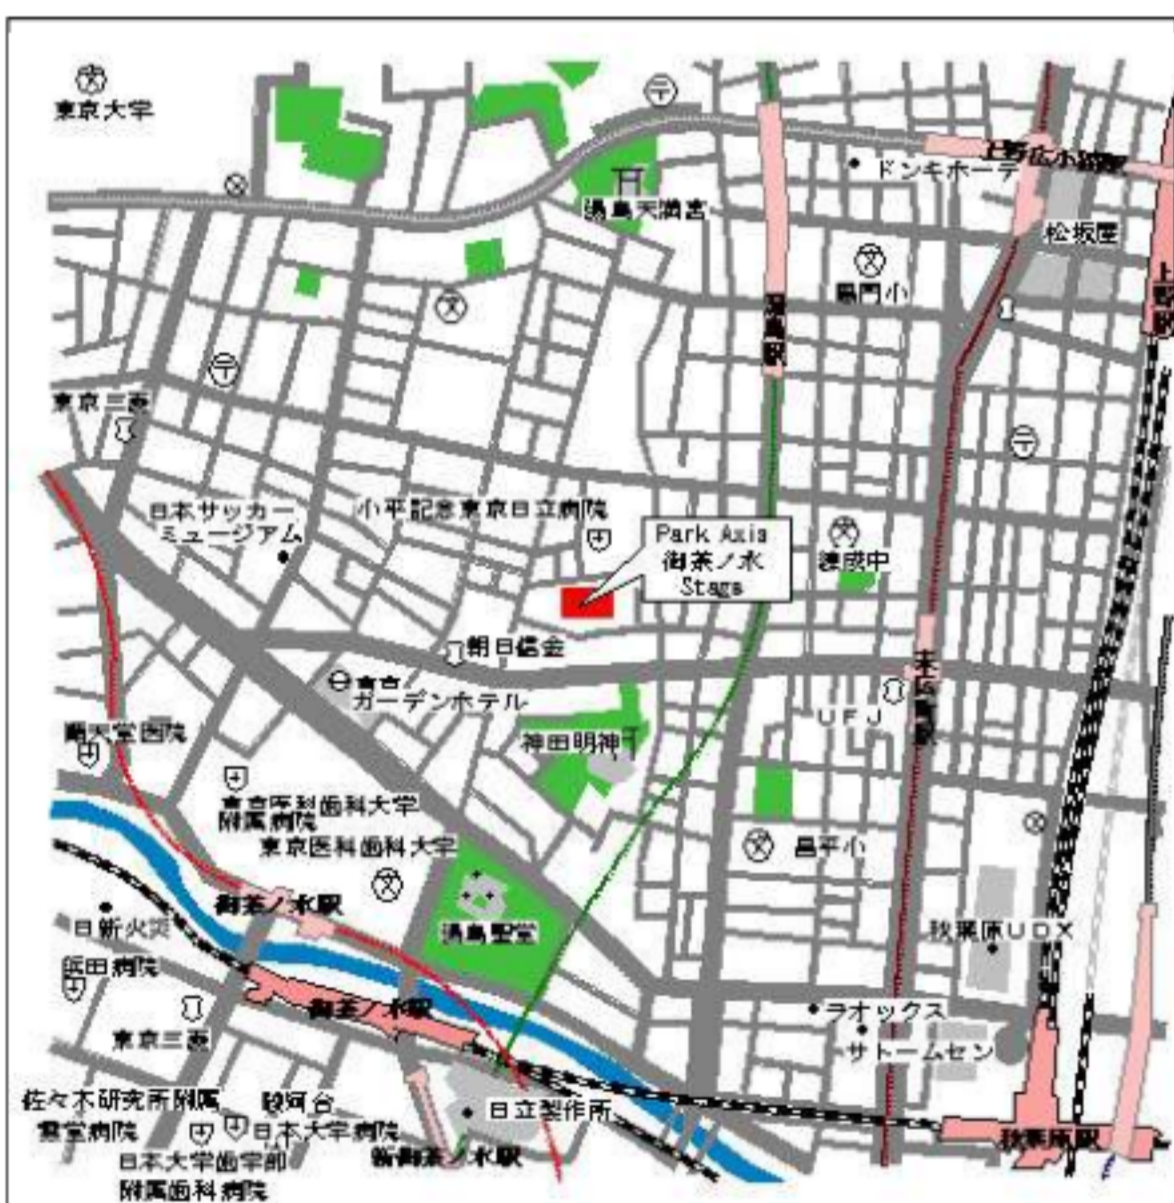 東京大学
ドンキホーテ
上野広小路駅
湯島天満宮
松坂屋
黒門小
湯島駅
東京三菱
日本サッカー
ミュージアム
小平記念東京日立病院
Park Axis
御茶ノ水
Stage
練成中
朝日信金
ガーデンホテル
UFJ
末広町駅
順天堂医院
神田明神
東京医科歯科大学
附属病院
東京医科歯科大学
昌平小
御茶ノ水駅
湯島聖堂
日新火災
秋葉原UDX
浜田病院
御茶ノ水駅
東京三菱
ラオックス
サトームセン
佐々木研究所附属
杏雲堂病院
駿河台
日本大学病院
日立製作所
新御茶ノ水駅
秋葉原駅
日本大学歯学部
附属歯科病院